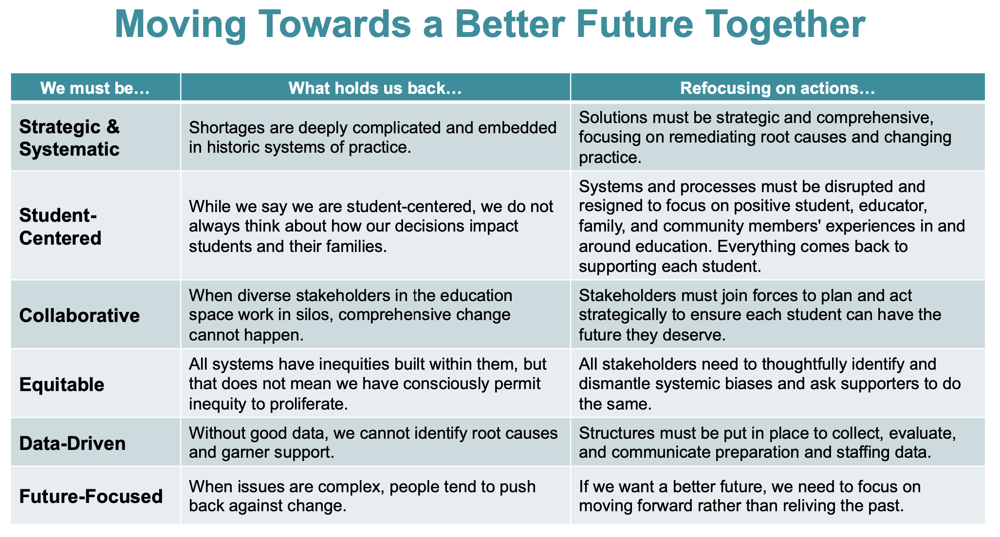 Moving Towards a Better Future Together
We must be…
What holds us back…
Refocusing on actions…
Strategic &
Systematic
Shortages are deeply complicated and embedded
in historic systems of practice.
Solutions must be strategic and comprehensive,
focusing on remediating root causes and changing
practice.
Student-
Centered
While we say we are student-centered, we do not
always think about how our decisions impact
students and their families.
Systems and processes must be disrupted and
resigned to focus on positive student, educator,
family, and community members' experiences in and
around education. Everything comes back to
supporting each student.
Collaborative
When diverse stakeholders in the education
space work in silos, comprehensive change
cannot happen.
Stakeholders must join forces to plan and act
strategically to ensure each student can have the
future they deserve.
Equitable
All systems have inequities built within them, but
that does not mean we have consciously permit
inequity to proliferate.
All stakeholders need to thoughtfully identify and
dismantle systemic biases and ask supporters to do
the same.
Data-Driven
Without good data, we cannot identify root causes
and garner support.
Structures must be put in place to collect, evaluate,
and communicate preparation and staffing data.
Future-Focused
When issues are complex, people tend to push
back against change.
If we want a better future, we need to focus on
moving forward rather than reliving the past.